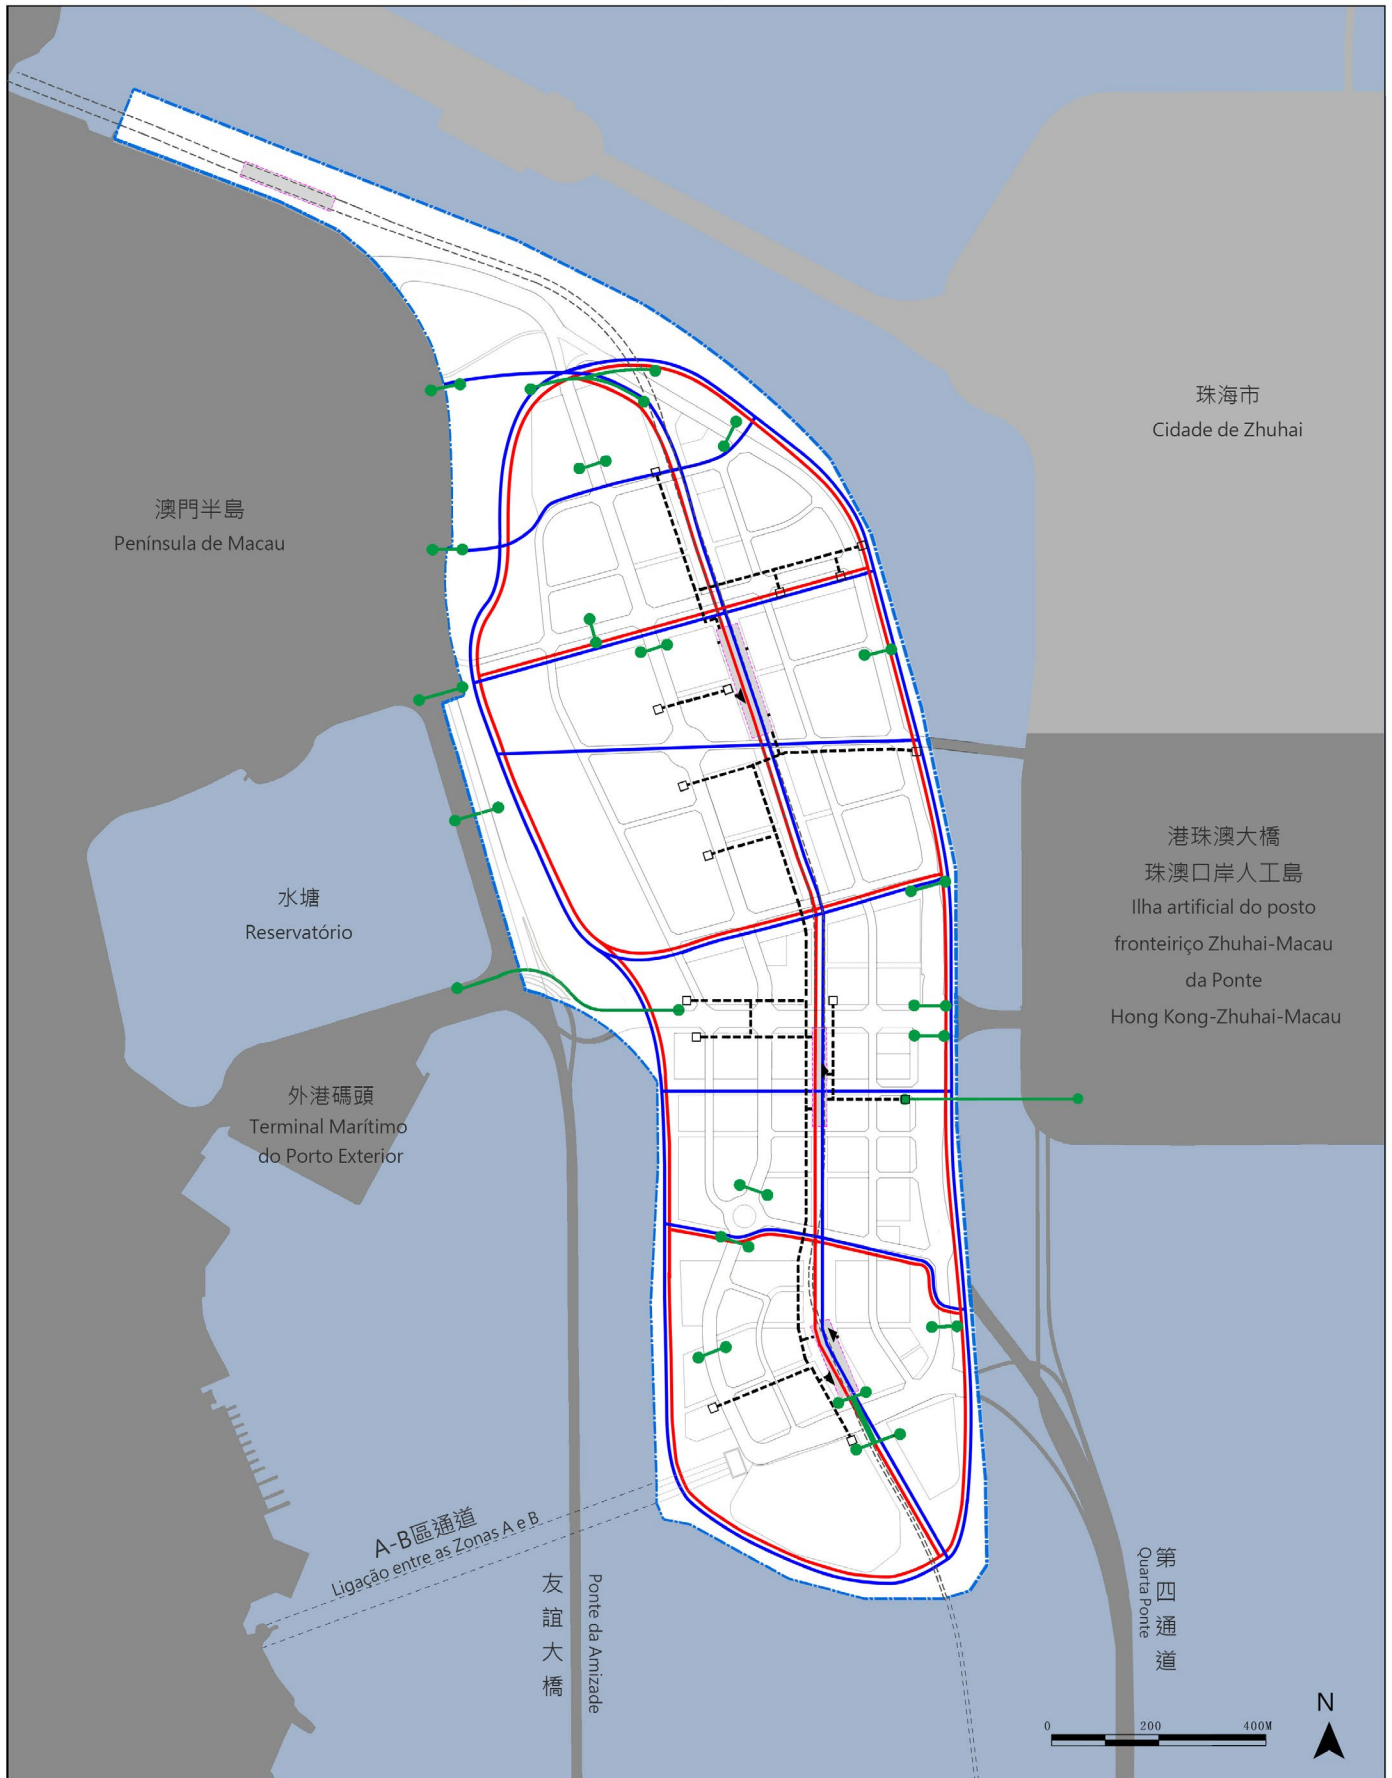 珠海市
Cidade de Zhuhai
澳門半島
Península de Macau
港珠澳大橋
珠澳口岸人工島
Ilha artificial do posto
fronteiriço Zhuhai-Macau
da Ponte
Hong Kong-Zhuhai-Macau
水塘
Reservatório
外港碼頭
Terminal Marítimo
do Porto Exterior
A-B區通道
Ligação entre as Zonas A e B
友誼大橋
Ponte da Amizade
第四通道
Quarta Ponte
N
0 200 400M